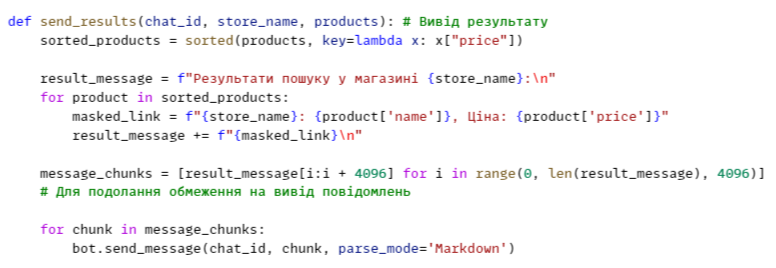 def send_results(chat_id, store_name, products): # Вивід результату
    sorted_products = sorted(products, key=lambda x: x["price"])

    result_message = f"Результати пошуку у магазині {store_name}:\n"
    for product in sorted_products:
        masked_link = f"{store_name}: {product['name']}, Ціна: {product['price']}"
        result_message += f"{masked_link}\n"

    message_chunks = [result_message[i:i + 4096] for i in range(0, len(result_message), 4096)]
    # Для подолання обмеження на вивід повідомлень

    for chunk in message_chunks:
        bot.send_message(chat_id, chunk, parse_mode='Markdown')